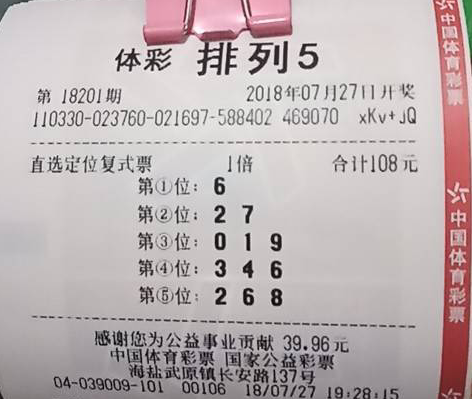 体彩 排列5
第 18201期 2018年07月27日开奖
110330-023760-021697-588402 469070 xKv+JQ
直选定位复式票 1倍 合计108元
第①位: 6
第②位: 2 7
第③位: 0 1 9
第④位: 3 4 6
第⑤位: 2 6 8
感谢您为公益事业贡献 39.96元
中国体育彩票 国家公益彩票
海盐武原镇长安路137号
04-039009-101 00106 18/07/27 19:28:15
中国体育彩票
中国体育彩票